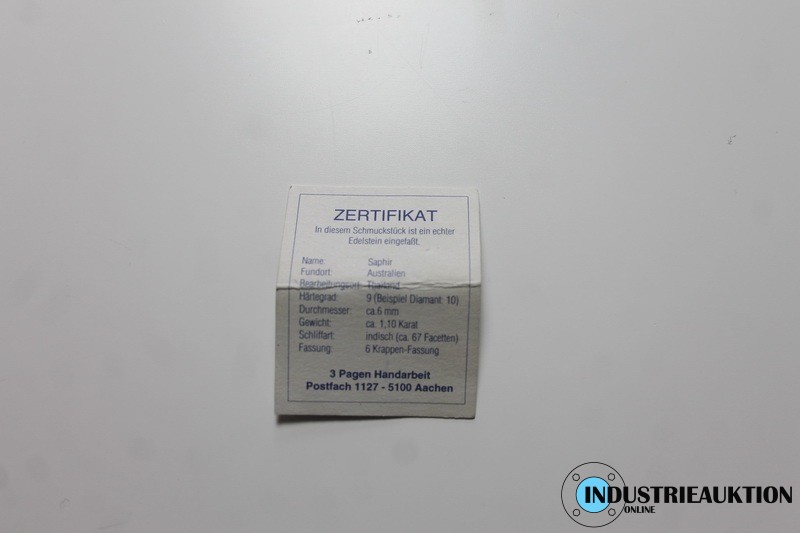 ZERTIFIKAT
In diesem Schmuckstück ist ein echter
Edelstein eingefaßt.
Name: Saphir
Fundort: Australien
Bearbeitungsort: Thailand
Härtegrad: 9 (Beispiel Diamant: 10)
Durchmesser: ca.6 mm
Gewicht: ca. 1,10 Karat
Schliffart: indisch (ca. 67 Facetten)
Fassung: 6 Krappen-Fassung
3 Pagen Handarbeit
Postfach 1127 - 5100 Aachen
INDUSTRIEAUKTION
ONLINE